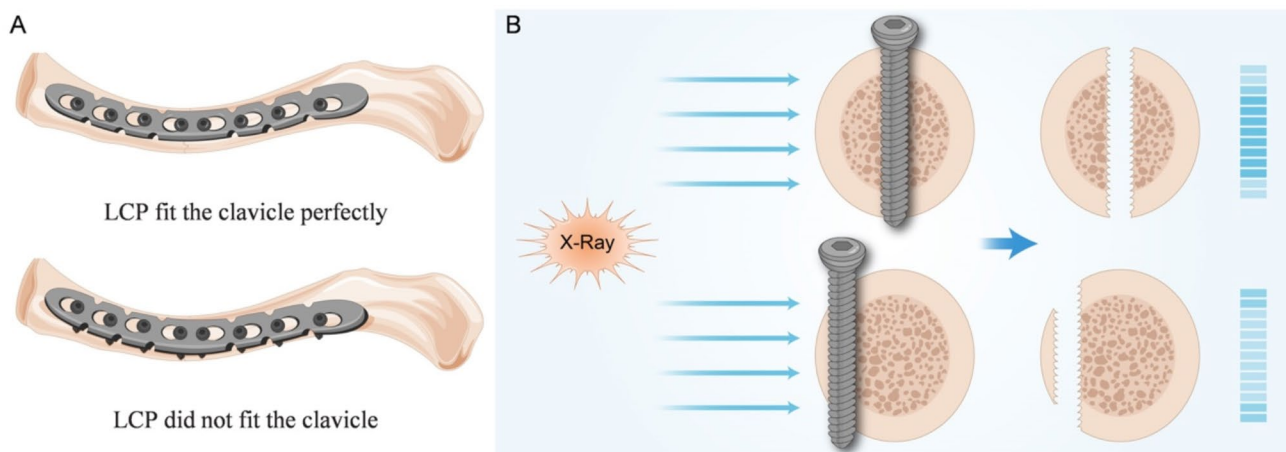 A
LCP fit the clavicle perfectly
LCP did not fit the clavicle
B
X-Ray